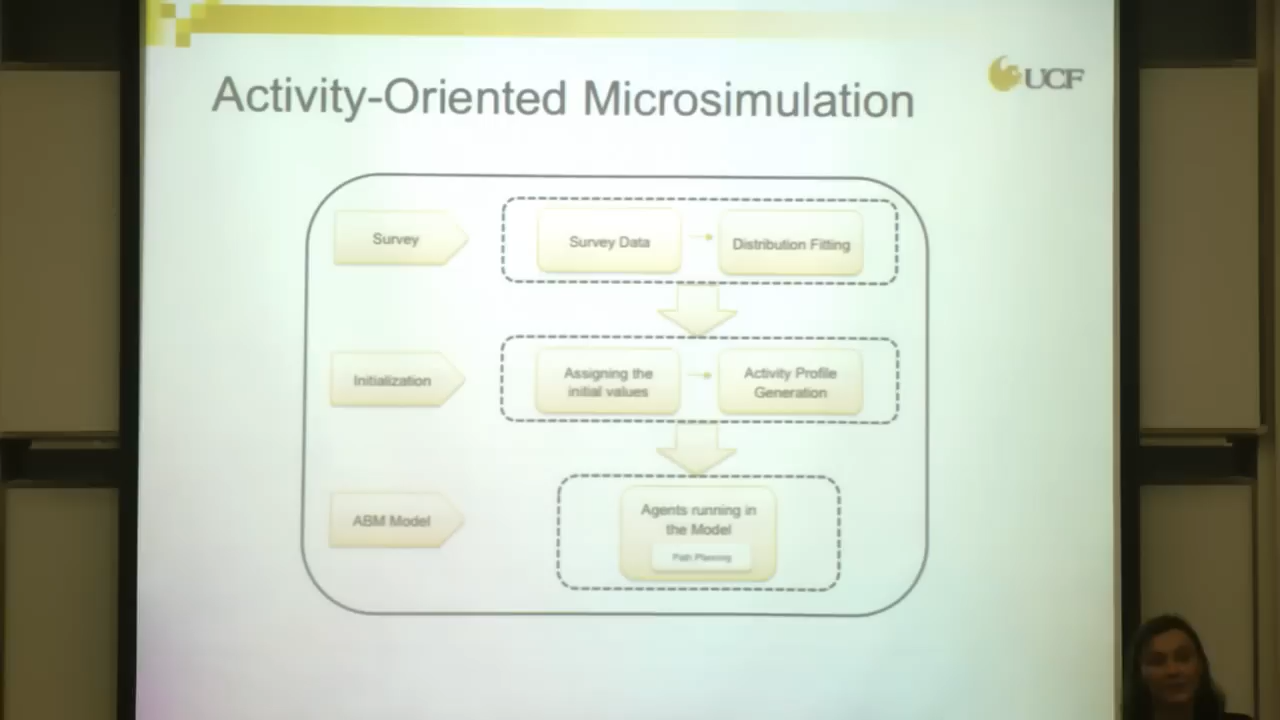 Activity-Oriented Microsimulation
UCF
Survey
Survey Data
Distribution Fitting
Initialization
Assigning the
initial values
Activity Profile
Generation
ABM Model
Agents running in
the Model
Path Planning